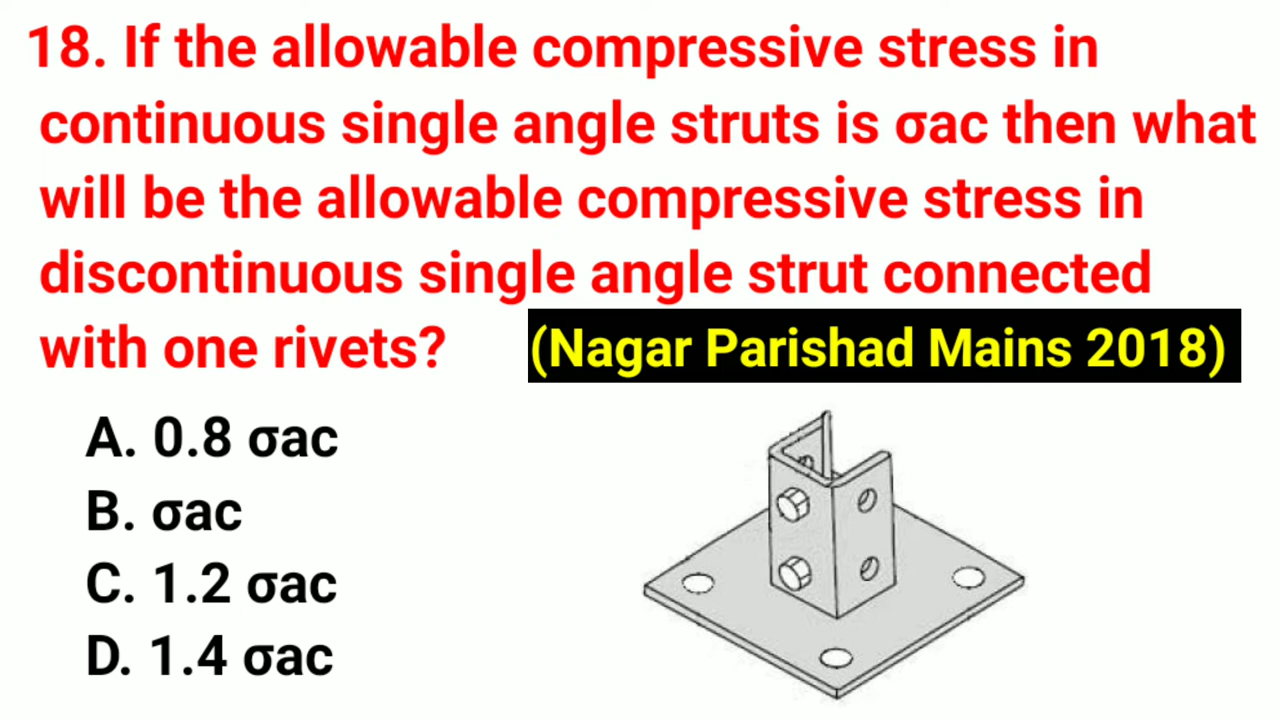 18. If the allowable compressive stress in
continuous single angle struts is σac then what
will be the allowable compressive stress in
discontinuous single angle strut connected
with one rivets? (Nagar Parishad Mains 2018)
A. 0.8 σac
B. σac
C. 1.2 σac
D. 1.4 σac